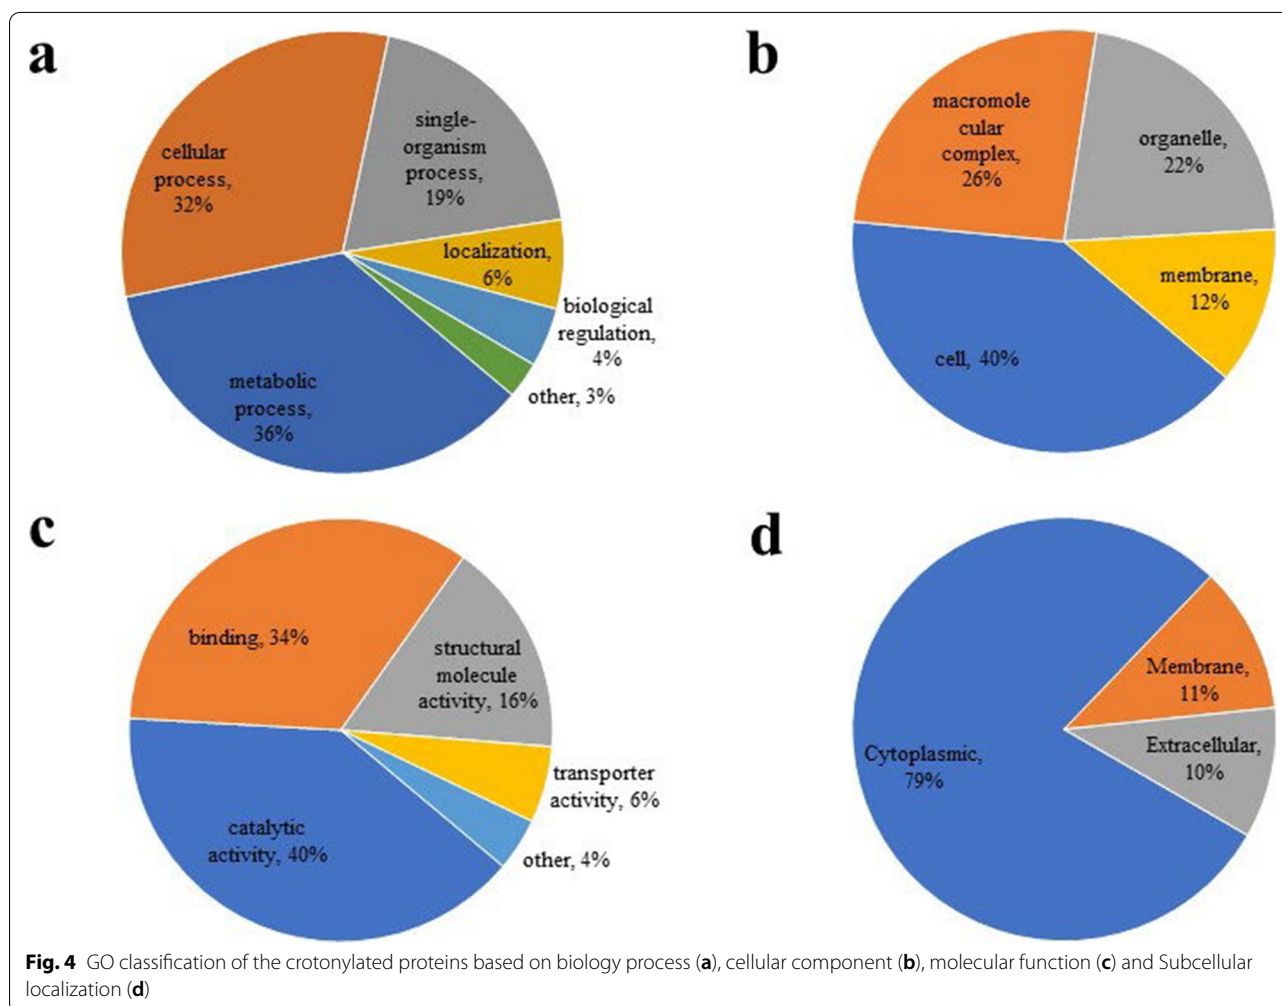 a
cellular
process,
32%
single-
organism
process,
19%
localization,
6%
biological
regulation,
4%
other, 3%
metabolic
process,
36%
b
macromole
cular
complex,
26%
organelle,
22%
membrane,
12%
cell, 40%
c
binding, 34%
structural
molecule
activity, 16%
transporter
activity, 6%
other, 4%
catalytic
activity, 40%
d
Membrane,
11%
Extracellular,
10%
Cytoplasmic,
79%
Fig. 4 GO classification of the crotonylated proteins based on biology process (a), cellular component (b), molecular function (c) and Subcellular
localization (d)